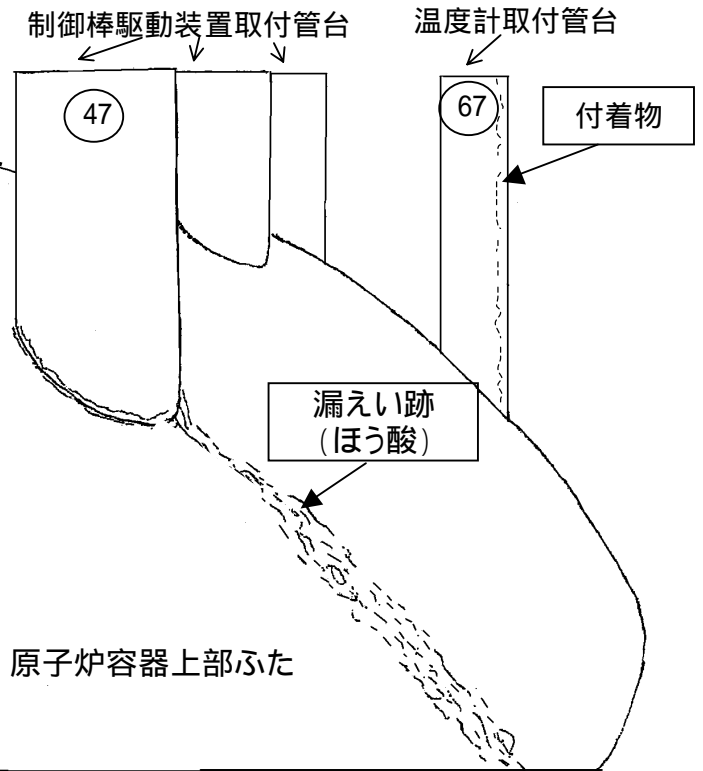 制御棒駆動装置取付管台
温度計取付管台
47
67
付着物
漏えい跡
(ほう酸)
原子炉容器上部ふた